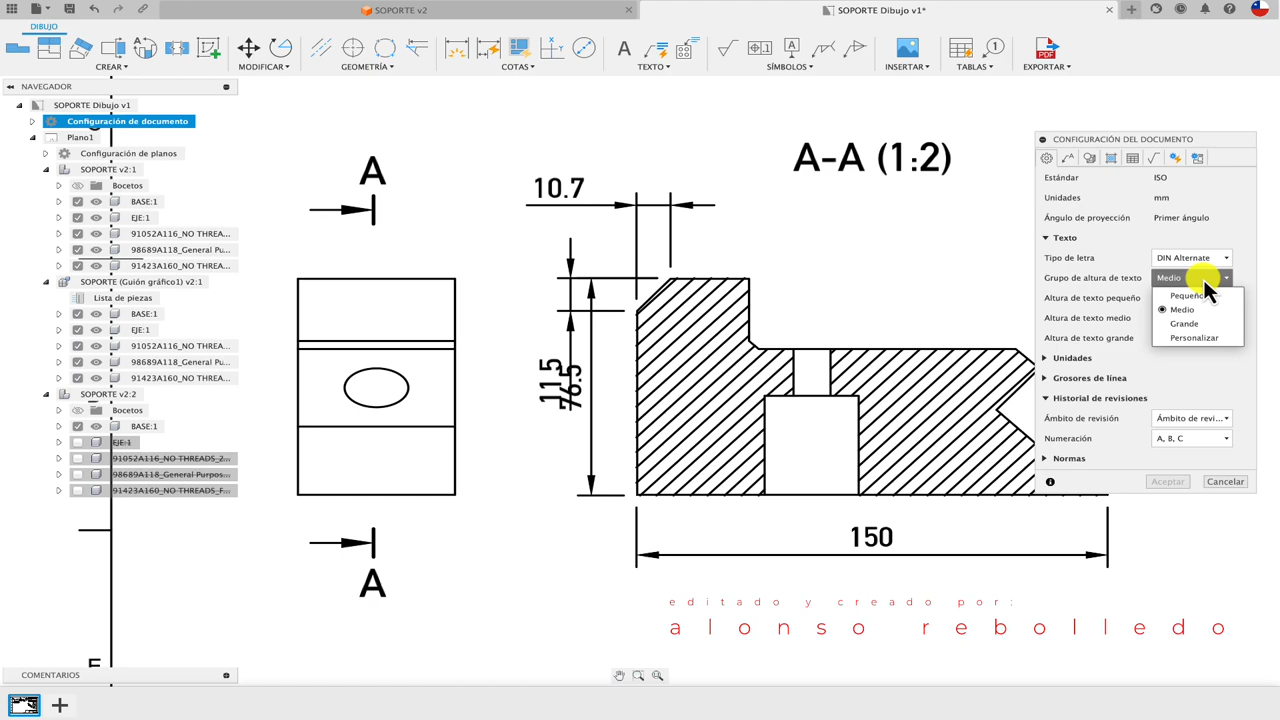 SOPORTE v2
SOPORTE Dibujo v1*
DIBUJO
CREAR
MODIFICAR
GEOMETRÍA
COTAS
TEXTO
SÍMBOLOS
INSERTAR
TABLAS
EXPORTAR
NAVEGADOR
SOPORTE Dibujo v1
Configuración de documento
Plano1
Configuración de planos
SOPORTE v2:1
Bocetos
BASE:1
EJE:1
91052A116_NO THREA...
98689A118_General Pu...
91423A160_NO THREA...
SOPORTE (Guión gráfico1) v2:1
Lista de piezas
BASE:1
EJE:1
91052A116_NO THREA...
98689A118_General Pu...
91423A160_NO THREA...
SOPORTE v2:2
Bocetos
BASE:1
EJE:1
91052A116_NO THREADS_2...
98689A118_General Purpos...
91423A160_NO THREADS_F...
COMENTARIOS
A
A
A-A (1:2)
10.7
11.5
76.5
150
CONFIGURACIÓN DEL DOCUMENTO
Estándar ISO
Unidades mm
Ángulo de proyección Primer ángulo
Texto
Tipo de letra DIN Alternate
Grupo de altura de texto Medio
Altura de texto pequeño
Altura de texto medio
Altura de texto grande
Pequeño
Medio
Grande
Personalizar
Unidades
Grosores de línea
Historial de revisiones
Ámbito de revisión Ámbito de revi...
Numeración A, B, C
Normas
Aceptar Cancelar
editado y creado por:
alonso rebolledo